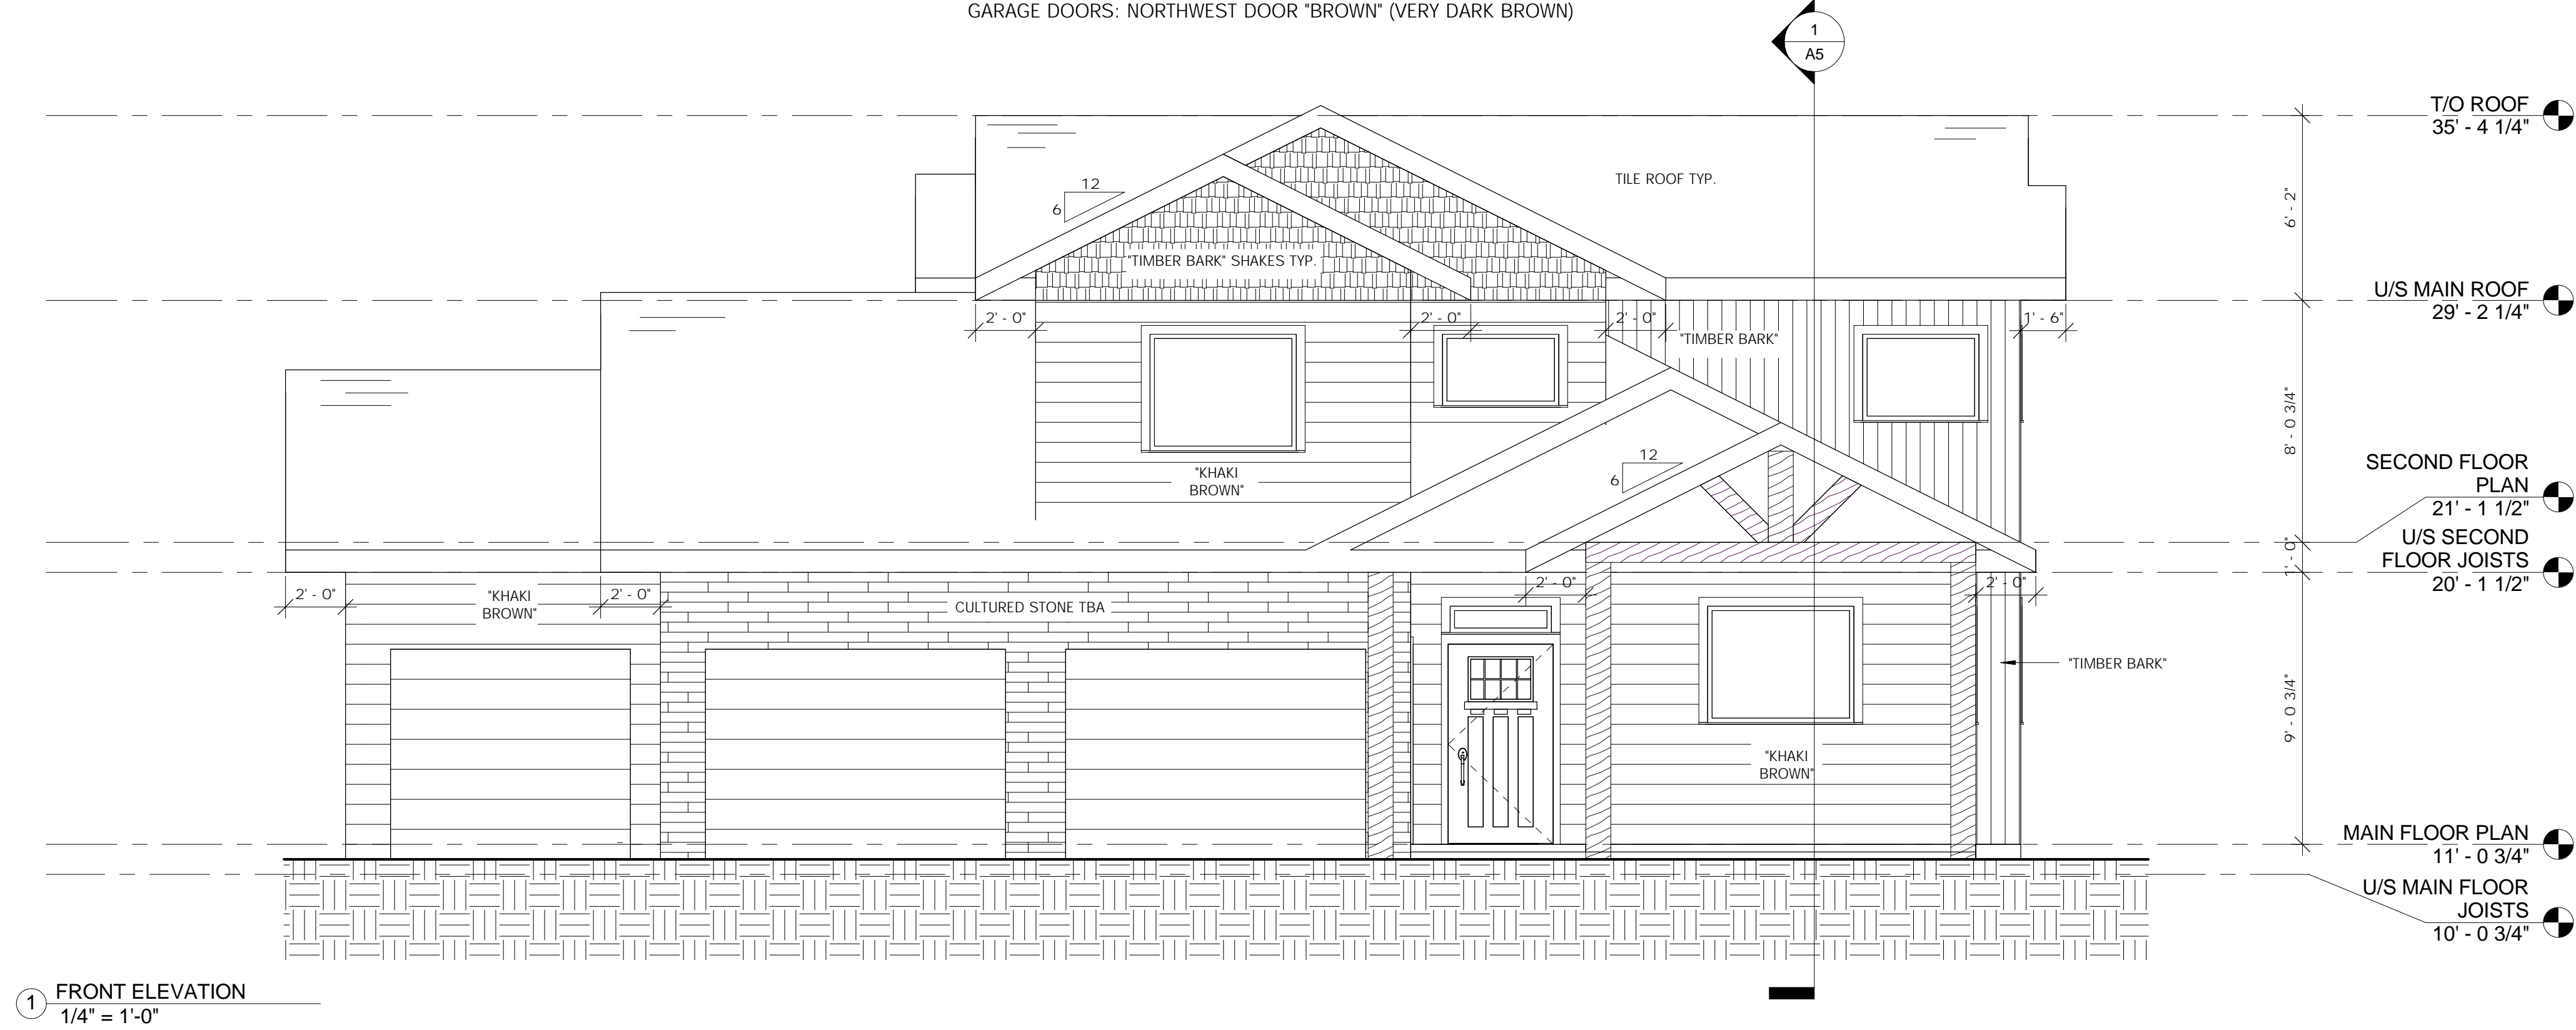 GARAGE DOORS: NORTHWEST DOOR "BROWN" (VERY DARK BROWN)
1
A5
T/O ROOF
35' - 4 1/4"
12
6
TILE ROOF TYP.
6' - 2"
"TIMBER BARK" SHAKES TYP.
U/S MAIN ROOF
29' - 2 1/4"
2' - 0"
2' - 0"
2' - 0"
1' - 6"
"TIMBER BARK"
8' - 0 3/4"
"KHAKI
BROWN"
12
6
SECOND FLOOR
PLAN
21' - 1 1/2"
1' - 0"
U/S SECOND
FLOOR JOISTS
20' - 1 1/2"
2' - 0"
"KHAKI
BROWN"
2' - 0"
CULTURED STONE TBA
2' - 0"
2' - 0"
"TIMBER BARK"
9' - 0 3/4"
"KHAKI
BROWN"
MAIN FLOOR PLAN
11' - 0 3/4"
U/S MAIN FLOOR
JOISTS
10' - 0 3/4"
1
FRONT ELEVATION
1/4" = 1'-0"